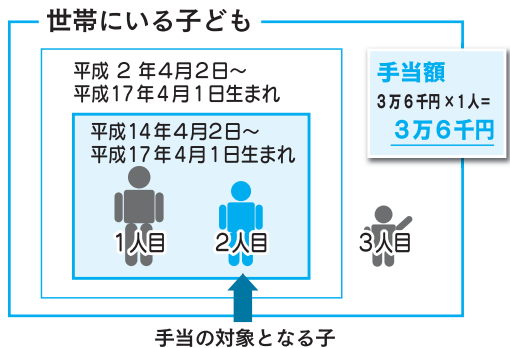 世帯にいる子ども
平成 2 年4月2日～
平成17年4月1日生まれ
平成14年4月2日～
平成17年4月1日生まれ
1人目
2人目
3人目
手当額
3万6千円×1人＝
3万6千円
手当の対象となる子